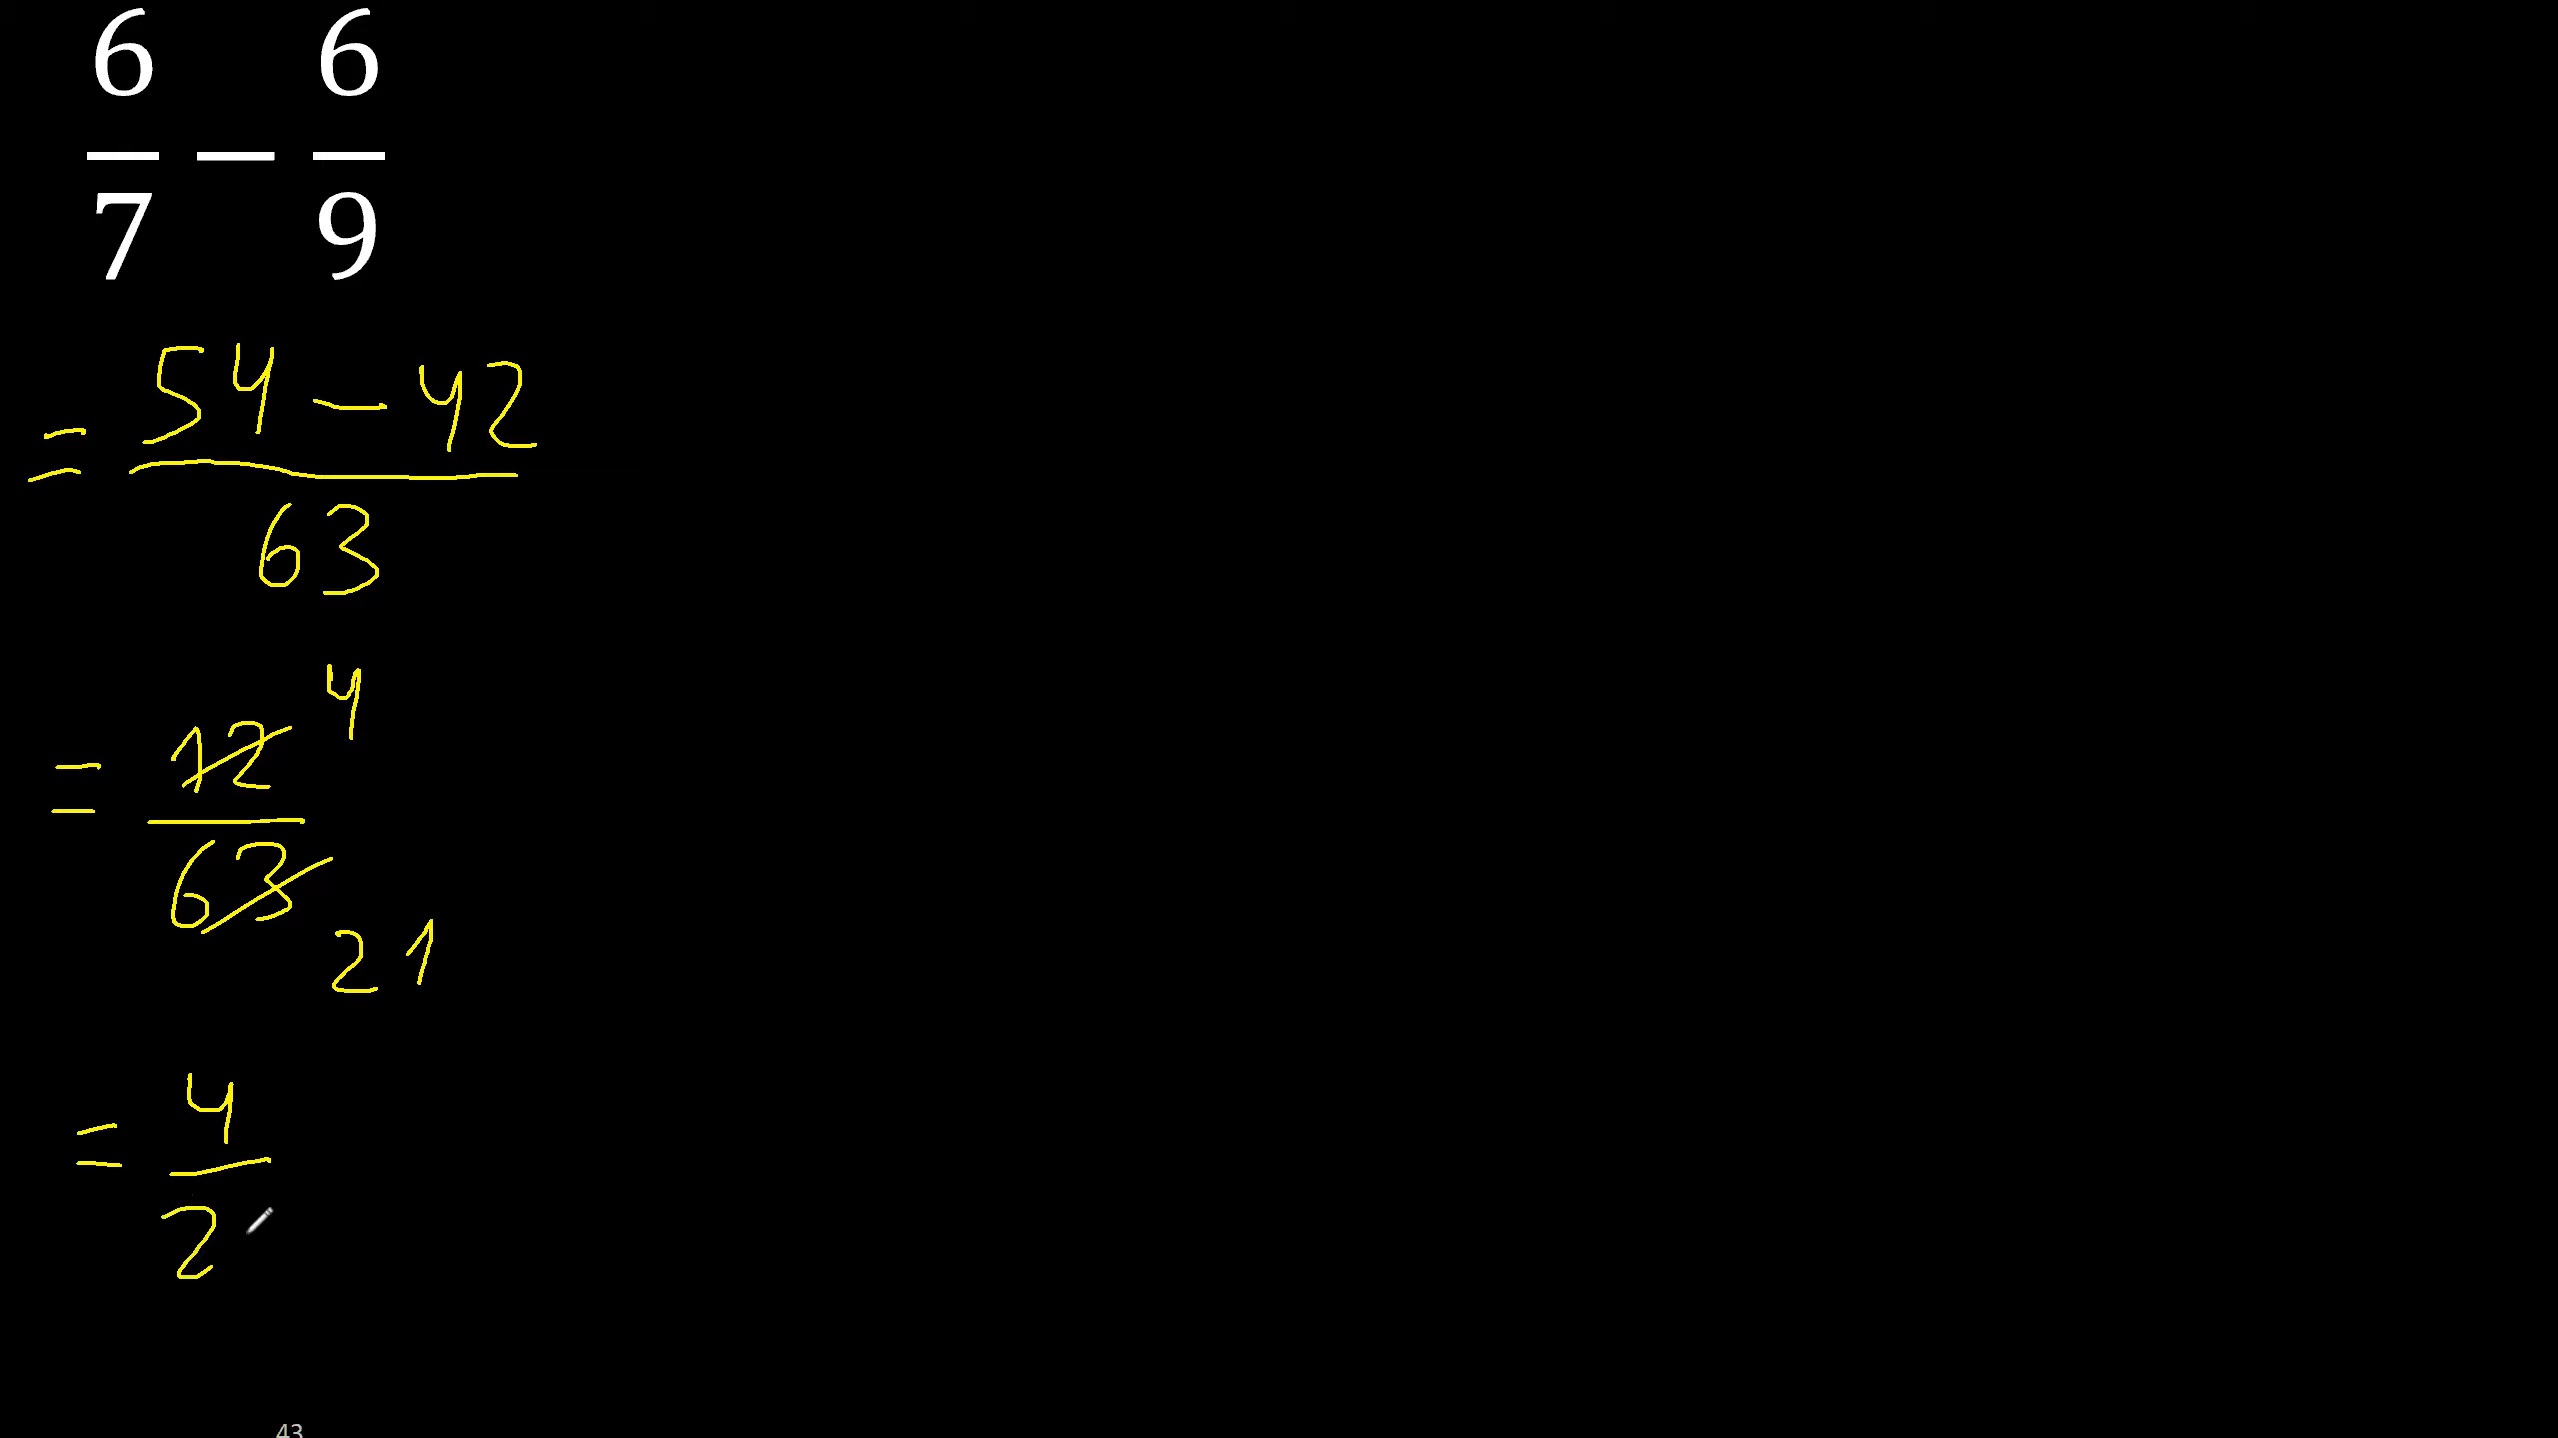 6/7 − 6/9
= (54 − 42)/63
= 12/63 4
21
= 4/2
43